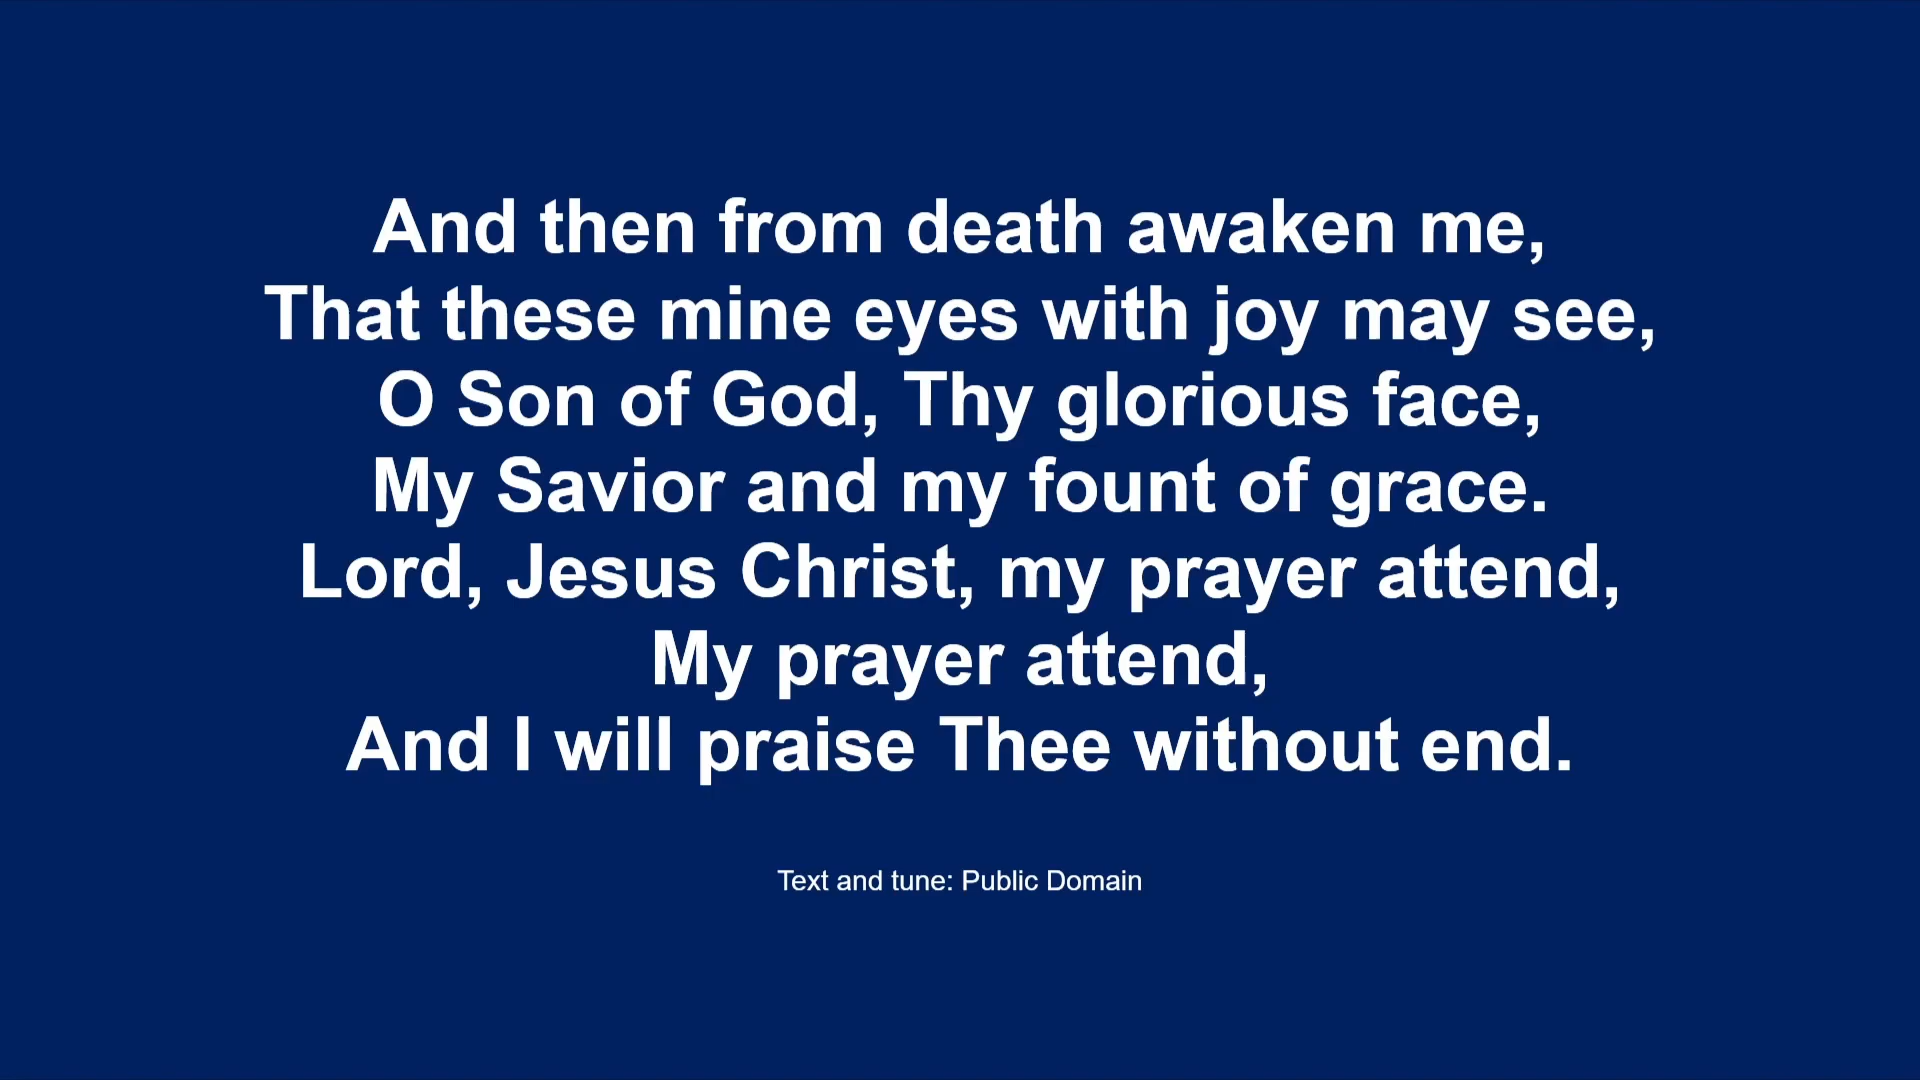 And then from death awaken me,
That these mine eyes with joy may see,
O Son of God, Thy glorious face,
My Savior and my fount of grace.
Lord, Jesus Christ, my prayer attend,
My prayer attend,
And I will praise Thee without end.
Text and tune: Public Domain